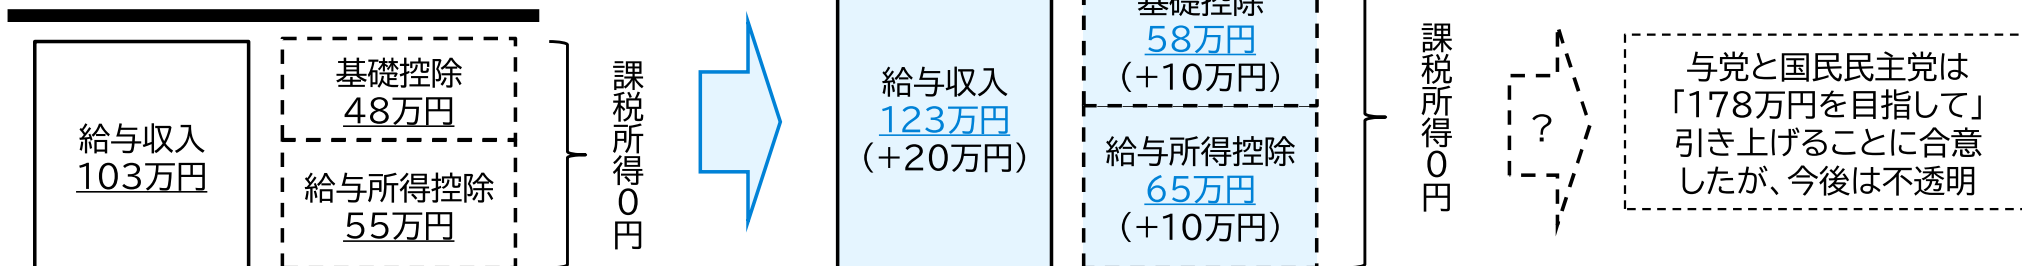 給与収入
103万円
基礎控除
48万円
給与所得控除
55万円
課税所得0円
給与収入
123万円
(+20万円)
基礎控除
58万円
(+10万円)
給与所得控除
65万円
(+10万円)
課税所得0円
?
与党と国民民主党は
「178万円を目指して」
引き上げることに合意
したが、今後は不透明